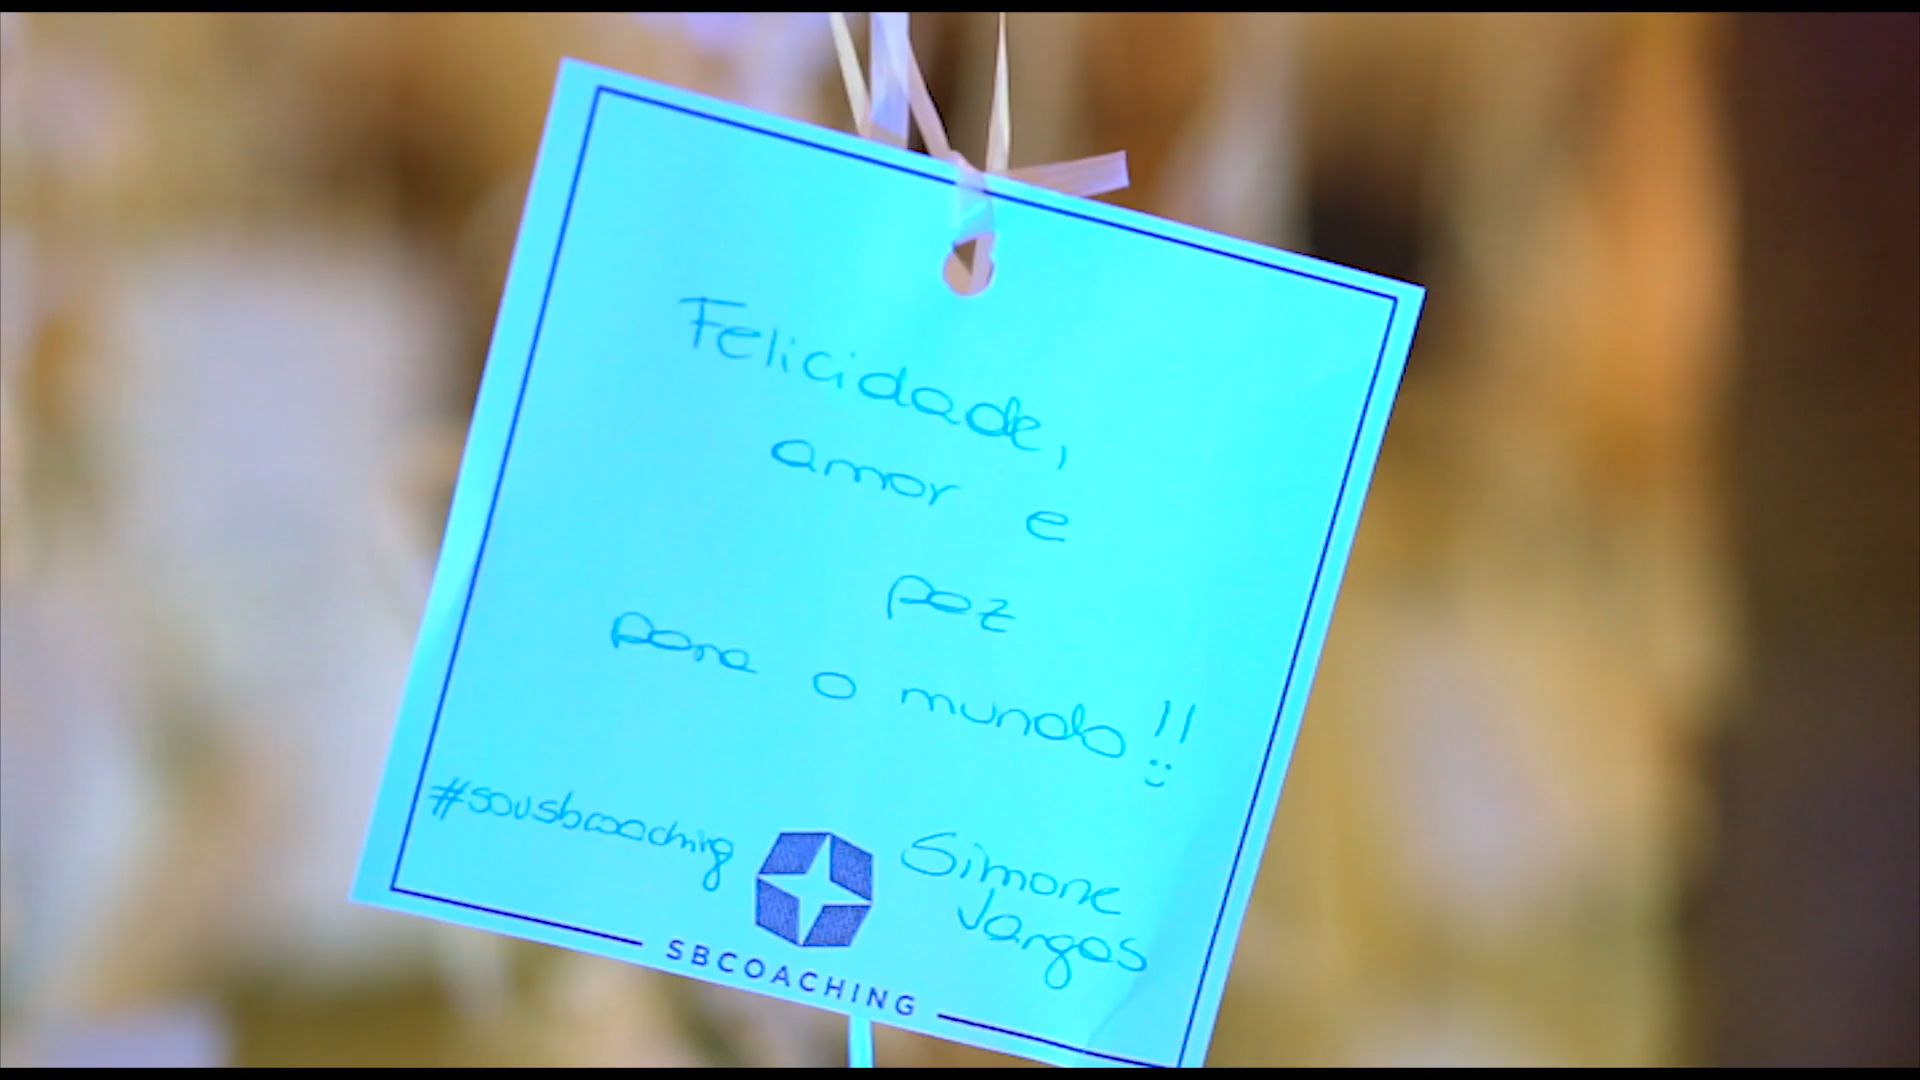 Felicidade,
amor e
paz
para o mundo!!
:)
#sousbcoaching
Simone
Vargas
SBCOACHING